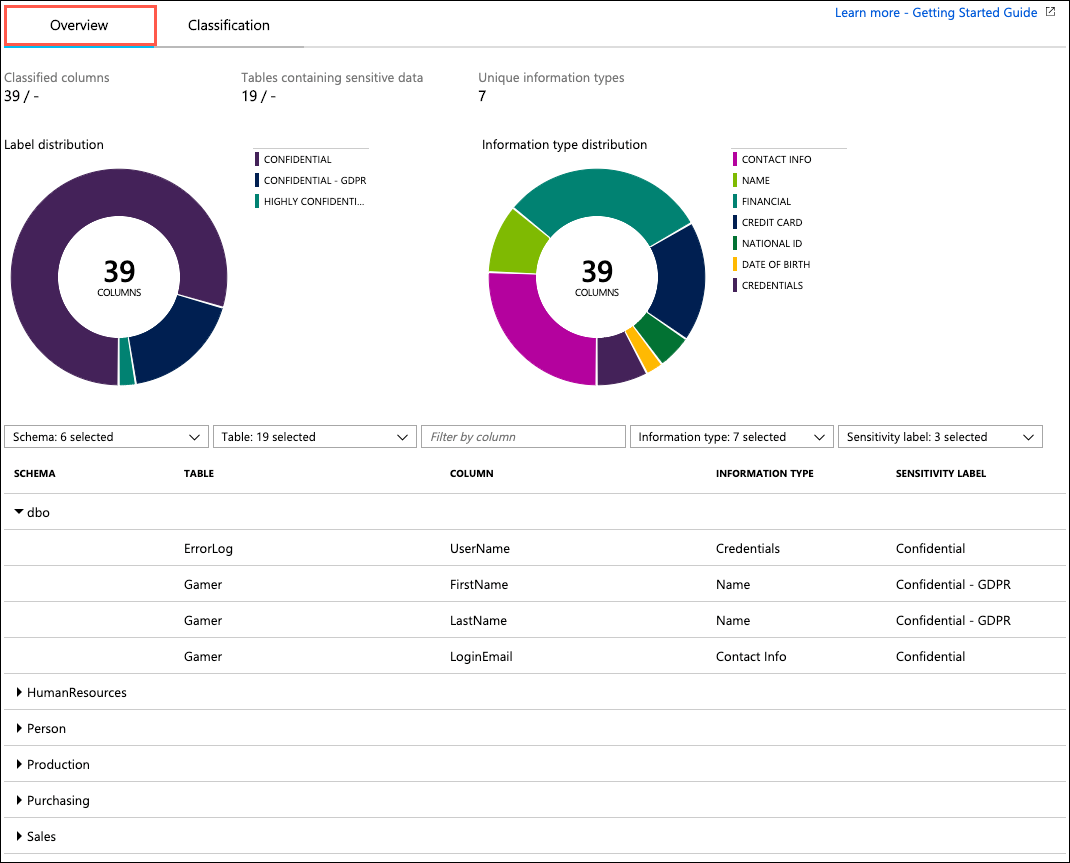 Overview
Classification
Learn more - Getting Started Guide
Classified columns
39 / -
Tables containing sensitive data
19 / -
Unique information types
7
Label distribution
39
COLUMNS
CONFIDENTIAL
CONFIDENTIAL - GDPR
HIGHLY CONFIDENTI...
Information type distribution
39
COLUMNS
CONTACT INFO
NAME
FINANCIAL
CREDIT CARD
NATIONAL ID
DATE OF BIRTH
CREDENTIALS
Schema: 6 selected
Table: 19 selected
Filter by column
Information type: 7 selected
Sensitivity label: 3 selected
SCHEMA TABLE COLUMN INFORMATION TYPE SENSITIVITY LABEL
dbo
ErrorLog UserName Credentials Confidential
Gamer FirstName Name Confidential - GDPR
Gamer LastName Name Confidential - GDPR
Gamer LoginEmail Contact Info Confidential
HumanResources
Person
Production
Purchasing
Sales